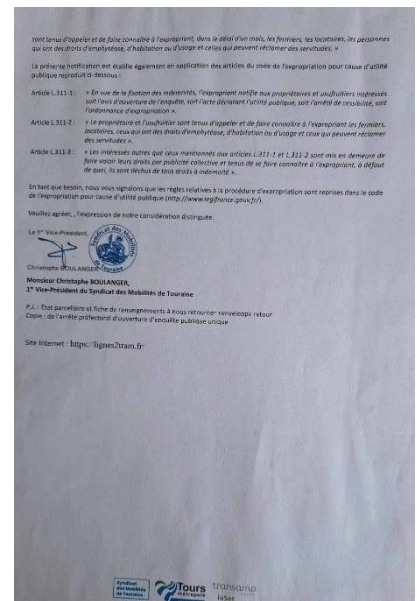 sont tenus d'appeler et de faire connaître à l'expropriant, dans le délai d'un mois, les fermiers, les locataires, les personnes
qui ont des droits d'emphytéose, d'habitation ou d'usage et celles qui peuvent réclamer des servitudes. »
La présente notification est établie également en application des articles du code de l'expropriation pour cause d'utilité
publique reproduit ci-dessous :
Article L.311-1 : « En vue de la fixation des indemnités, l'expropriant notifie aux propriétaires et usufruitiers intéressés
soit l'avis d'ouverture de l'enquête, soit l'acte déclarant l'utilité publique, soit l'arrêté de cessibilité, soit
l'ordonnance d'expropriation ».
Article L.311-2 : « Le propriétaire et l'usufruitier sont tenus d'appeler et de faire connaître à l'expropriant les fermiers,
locataires, ceux qui ont des droits d'emphytéose, d'habitation ou d'usage et ceux qui peuvent réclamer
des servitudes ».
Article L.311-3 : « Les intéressés autres que ceux mentionnés aux articles L.311-1 et L.311-2 sont mis en demeure de
faire valoir leurs droits par publicité collective et tenus de se faire connaître à l'expropriant, à défaut
de quoi, ils sont déchus de tous droits à indemnité ».
En tant que besoin, nous vous signalons que les règles relatives à la procédure d'expropriation sont reprises dans le code
de l'expropriation pour cause d'utilité publique (http://www.legifrance.gouv.fr/).
Veuillez agréer, , l'expression de notre considération distinguée.
Le 1er Vice-Président
Syndicat des Mobilités de Touraine
Christophe BOULANGER
Monsieur Christophe BOULANGER,
1er Vice-Président du Syndicat des Mobilités de Touraine
P.J. : Etat parcellaire et fiche de renseignements à nous retourner +enveloppe retour
Copie : de l'arrêté préfectoral d'ouverture d'enquête publique unique
Site Internet : https://lignes2tram.fr
Syndicat
des Mobilités
de Touraine
Tours
métropole
transamo